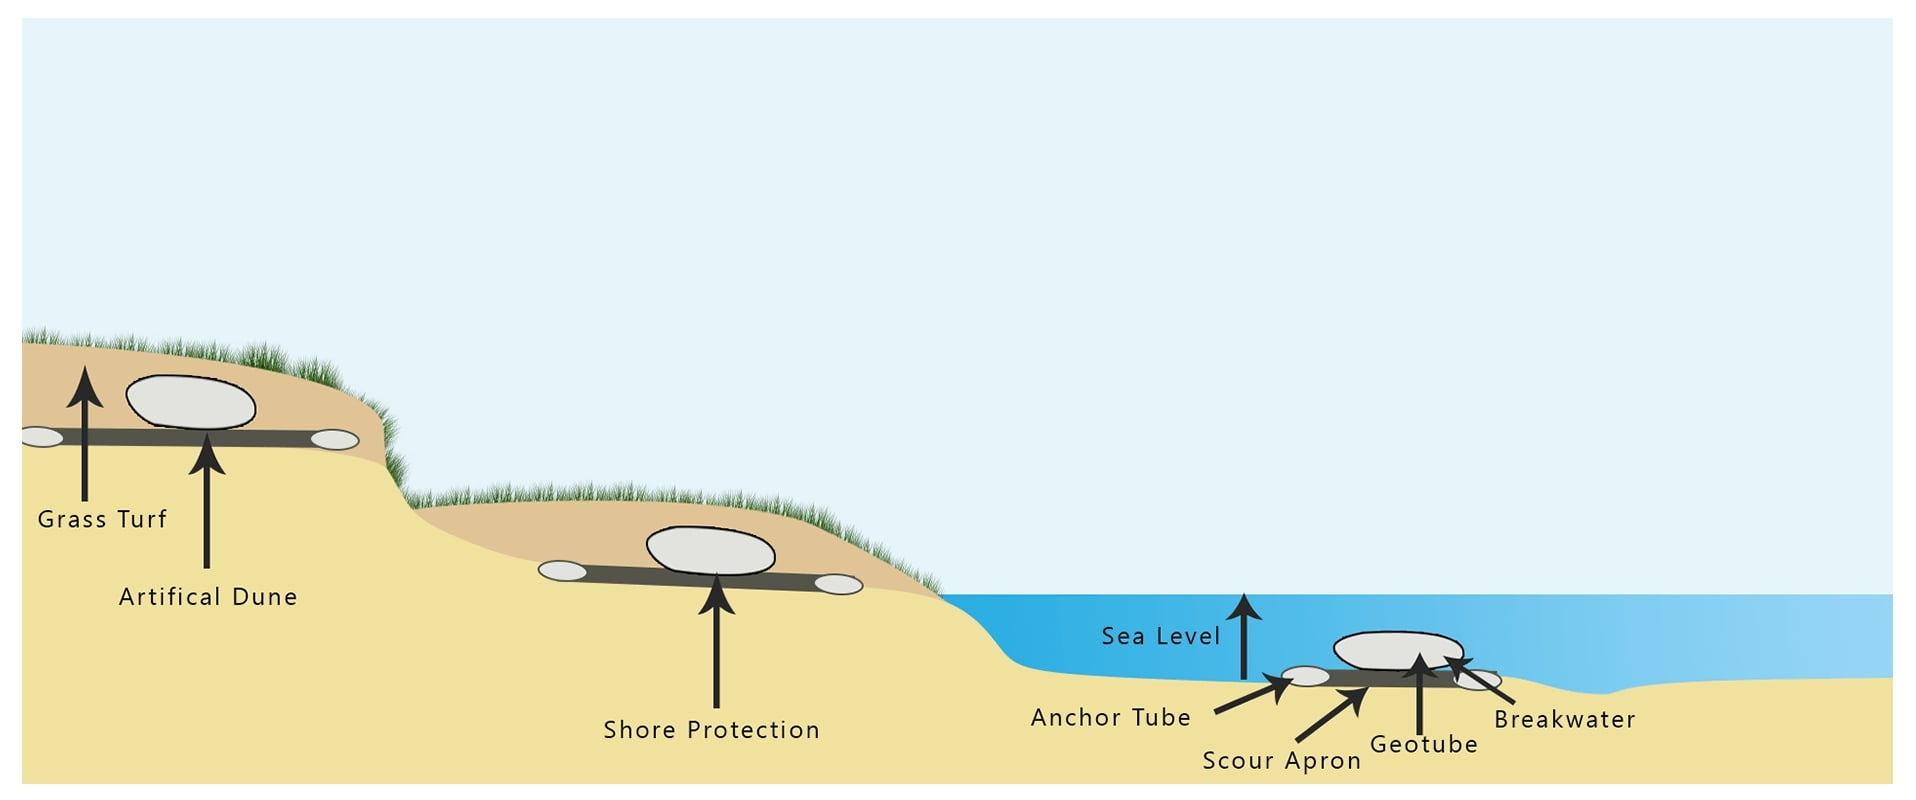 Grass Turf
Artifical Dune
Shore Protection
Sea Level
Anchor Tube
Scour Apron
Geotube
Breakwater